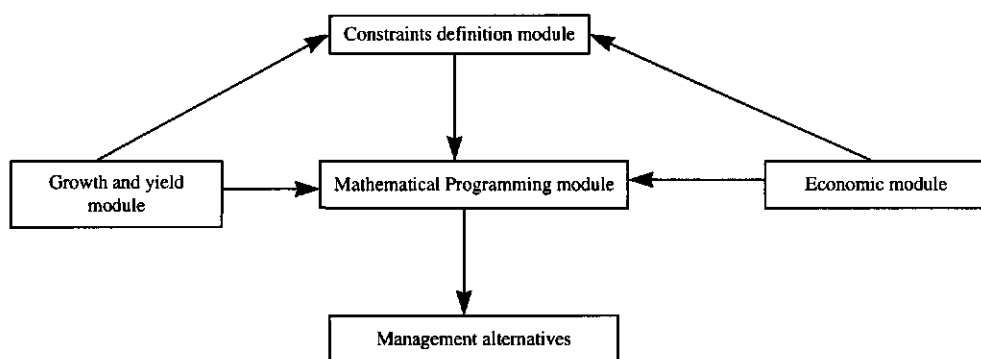 Constraints definition module
Growth and yield
module
Mathematical Programming module
Economic module
Management alternatives